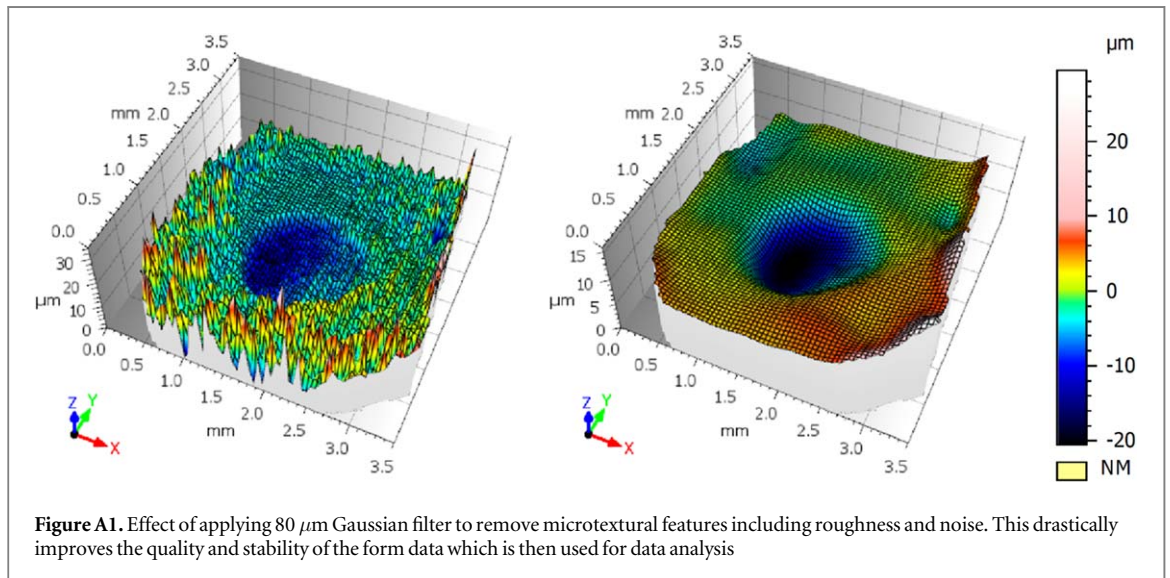 3.5
3.0
2.5
mm 2.0
1.5
1.0
0.5
0.0
30
µm 20
10
0
0.0
0.5
1.0
1.5
mm
2.0
2.5
3.0
3.5
Z Y
X
3.5
3.0
2.5
mm 2.0
1.5
1.0
0.5
0.0
15
µm 10
5
0
0.0
0.5
1.0
1.5
mm
2.0
2.5
3.0
3.5
Z Y
X
µm
20
10
0
-10
-20
NM
Figure A1. Effect of applying 80 µm Gaussian filter to remove microtextural features including roughness and noise. This drastically
improves the quality and stability of the form data which is then used for data analysis